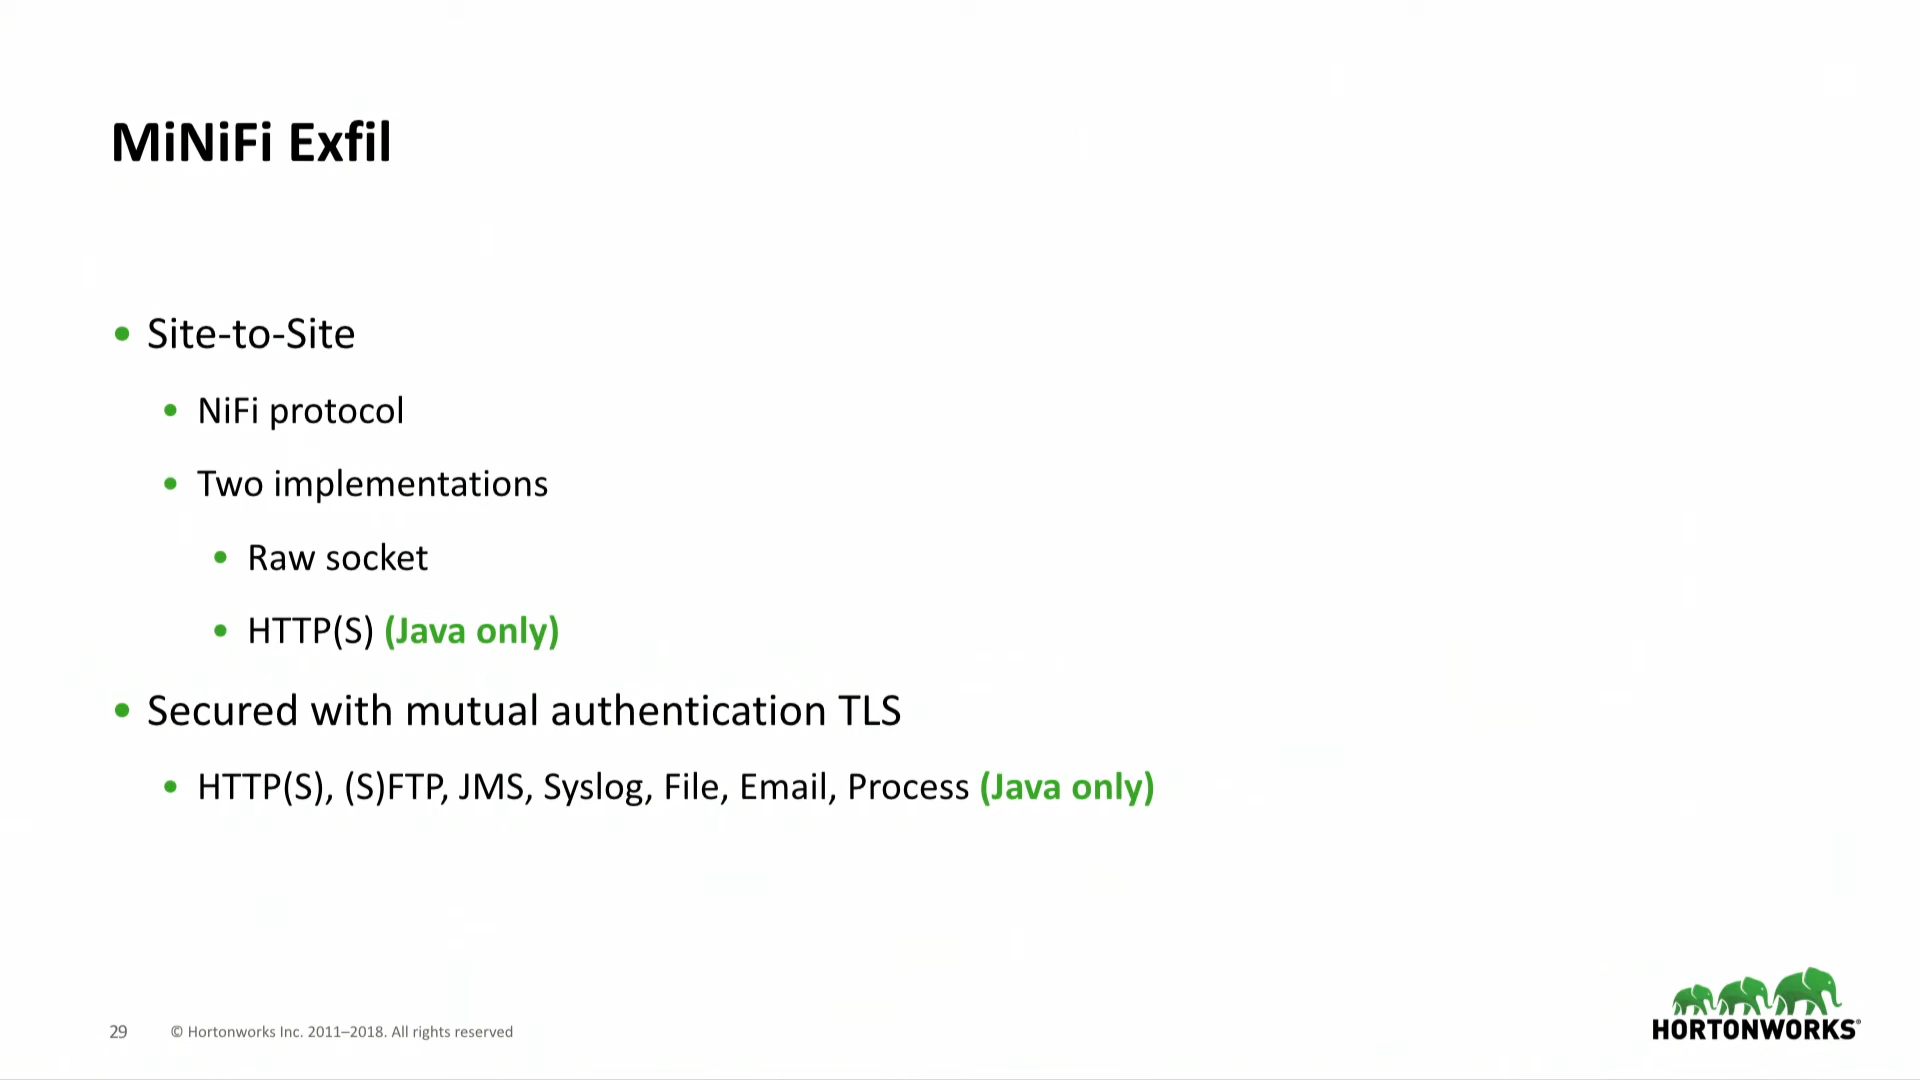 MiNiFi Exfil
• Site-to-Site
• NiFi protocol
• Two implementations
• Raw socket
• HTTP(S) (Java only)
• Secured with mutual authentication TLS
• HTTP(S), (S)FTP, JMS, Syslog, File, Email, Process (Java only)
29 © Hortonworks Inc. 2011–2018. All rights reserved
HORTONWORKS®